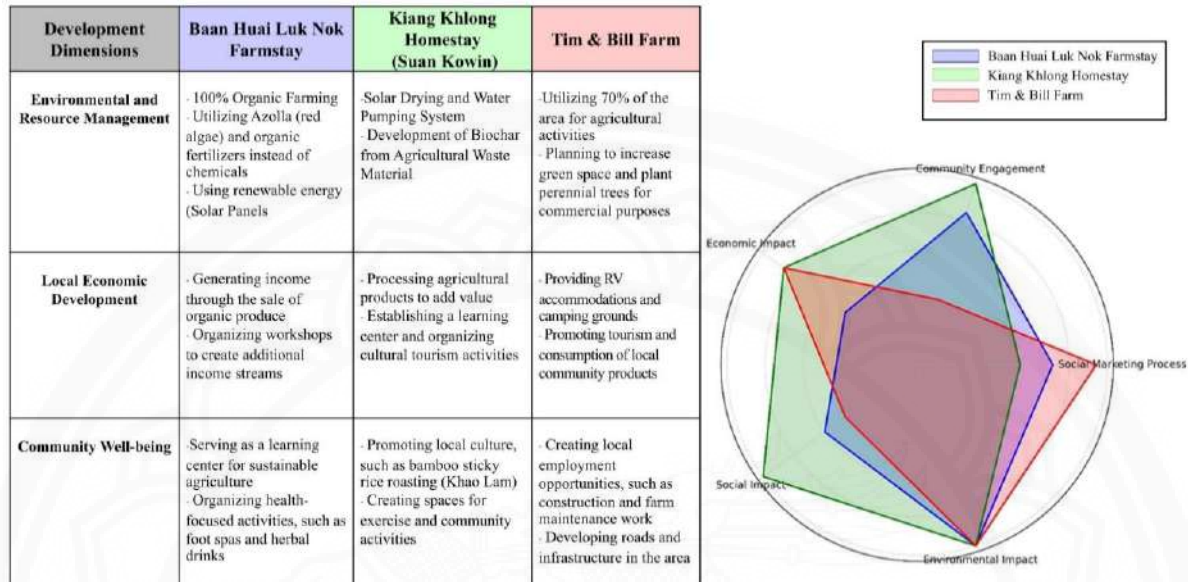 Development
Dimensions
Baan Huai Luk Nok
Farmstay
Kiang Khlong
Homestay
(Suan Kowin)
Tim & Bill Farm
Environmental and
Resource Management
· 100% Organic Farming
· Utilizing Azolla (red
algae) and organic
fertilizers instead of
chemicals
· Using renewable energy
(Solar Panels
·Solar Drying and Water
Pumping System
· Development of Biochar
from Agricultural Waste
Material
·Utilizing 70% of the
area for agricultural
activities
· Planning to increase
green space and plant
perennial trees for
commercial purposes
Local Economic
Development
· Generating income
through the sale of
organic produce
· Organizing workshops
to create additional
income streams
· Processing agricultural
products to add value
· Establishing a learning
center and organizing
cultural tourism activities
· Providing RV
accommodations and
camping grounds
· Promoting tourism and
consumption of local
community products
Community Well-being
·Serving as a learning
center for sustainable
agriculture
· Organizing health-
focused activities, such as
foot spas and herbal
drinks
· Promoting local culture,
such as bamboo sticky
rice roasting (Khao Lam)
· Creating spaces for
exercise and community
activities
· Creating local
employment
opportunities, such as
construction and farm
maintenance work
· Developing roads and
infrastructure in the area
Baan Huai Luk Nok Farmstay
Kiang Khlong Homestay
Tim & Bill Farm
Community Engagement
Economic Impact
Social Marketing Process
Social Impact
Environmental Impact